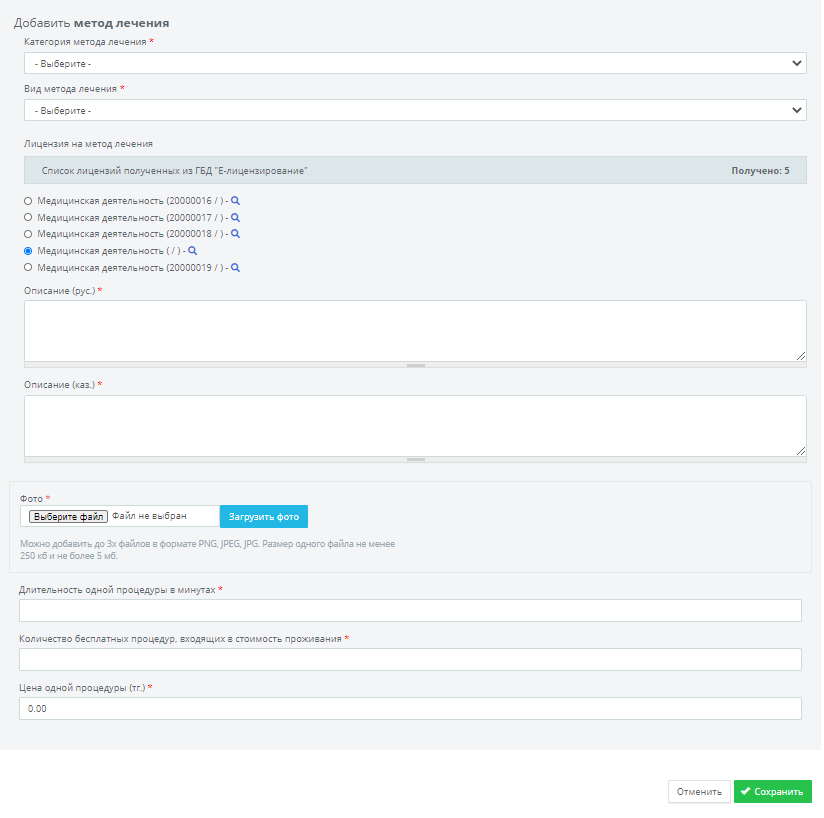 Добавить метод лечения
Категория метода лечения *
- Выберите -
Вид метода лечения *
- Выберите -
Лицензия на метод лечения
Список лицензий полученных из ГБД "Е-лицензирование" Получено: 5
Медицинская деятельность (20000016 / ) -
Медицинская деятельность (20000017 / ) -
Медицинская деятельность (20000018 / ) -
Медицинская деятельность ( / ) -
Медицинская деятельность (20000019 / ) -
Описание (рус.) *
Описание (каз.) *
Фото *
Выберите файл Файл не выбран Загрузить фото
Можно добавить до 3х файлов в формате PNG, JPEG, JPG. Размер одного файла не менее
250 кб и не более 5 мб.
Длительность одной процедуры в минутах *
Количество бесплатных процедур, входящих в стоимость проживания *
Цена одной процедуры (тг.) *
0.00
Отменить Сохранить